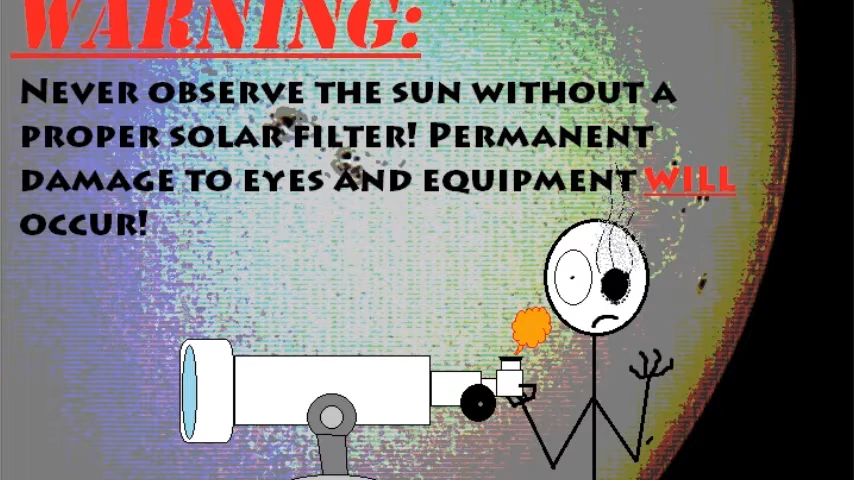 WARNING:
NEVER OBSERVE THE SUN WITHOUT A
PROPER SOLAR FILTER! PERMANENT
DAMAGE TO EYES AND EQUIPMENT WILL
OCCUR!